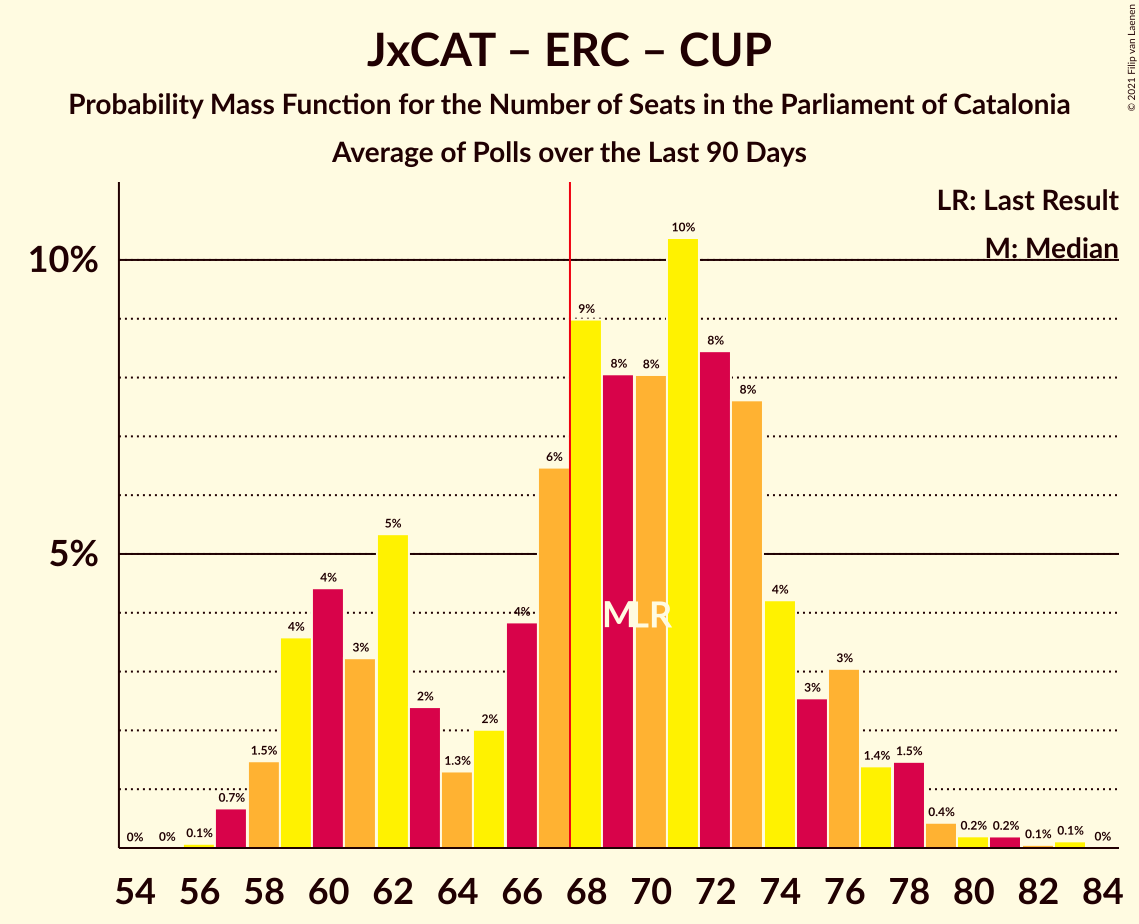 © 2021 Filip van Laenen
JxCAT – ERC – CUP
Probability Mass Function for the Number of Seats in the Parliament of Catalonia
Average of Polls over the Last 90 Days
LR: Last Result
M: Median
10%
5%
0% 0% 0.1% 0.7% 1.5% 4% 4% 3% 5% 2% 1.3% 2% 4% 6% 9% 8% 8% 10% 8% 8% 4% 3% 3% 1.4% 1.5% 0.4% 0.2% 0.2% 0.1% 0.1% 0%
M LR
54 56 58 60 62 64 66 68 70 72 74 76 78 80 82 84